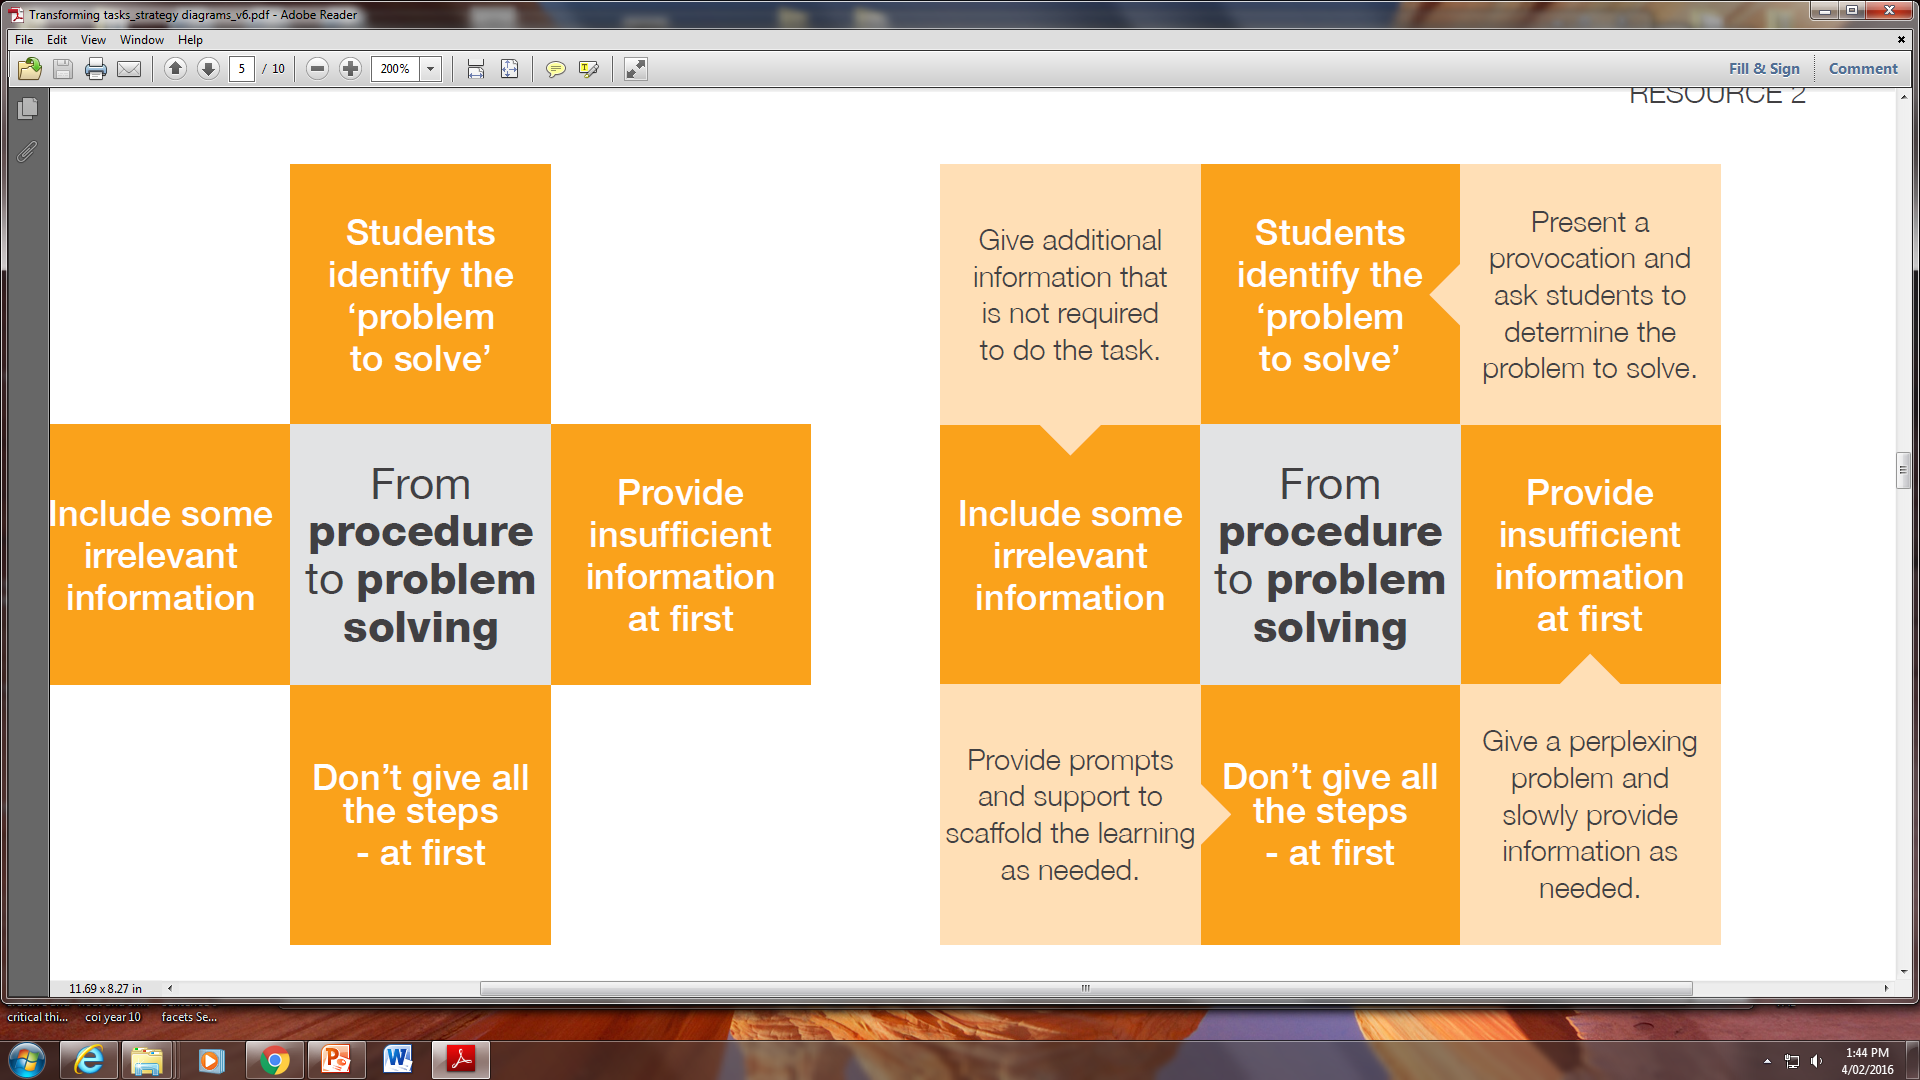 Transforming tasks_strategy diagrams_v6.pdf - Adobe Reader
File Edit View Window Help
5 / 10
200%
Fill & Sign
Comment
RESOURCE 2
Students
identify the
‘problem
to solve’
Include some
irrelevant
information
From
procedure
to problem
solving
Provide
insufficient
information
at first
Don’t give all
the steps
- at first
Give additional
information that
is not required
to do the task.
Students
identify the
‘problem
to solve’
Present a
provocation and
ask students to
determine the
problem to solve.
Include some
irrelevant
information
From
procedure
to problem
solving
Provide
insufficient
information
at first
Provide prompts
and support to
scaffold the learning
as needed.
Don’t give all
the steps
- at first
Give a perplexing
problem and
slowly provide
information as
needed.
11.69 x 8.27 in
critical thi...
coi year 10
facets Se...
1:44 PM
4/02/2016